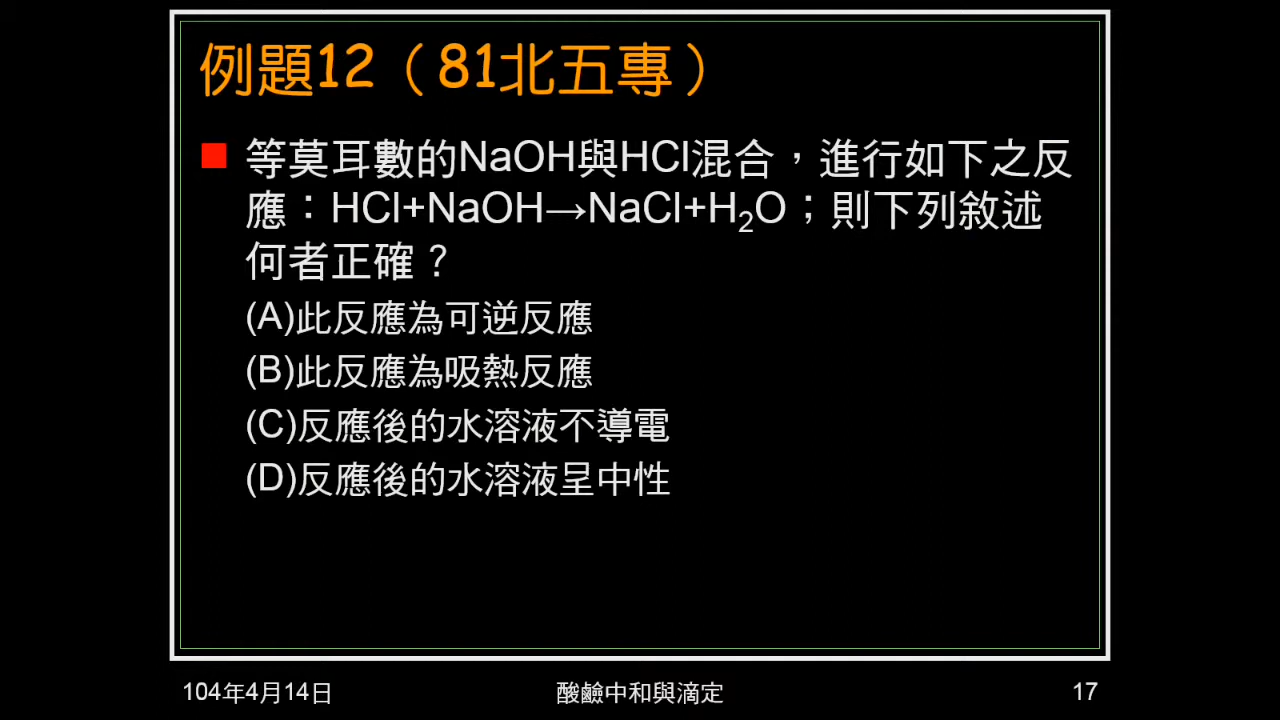 例題12（81北五專）
等莫耳數的NaOH與HCl混合，進行如下之反
應：HCl+NaOH→NaCl+H₂O；則下列敘述
何者正確？
(A)此反應為可逆反應
(B)此反應為吸熱反應
(C)反應後的水溶液不導電
(D)反應後的水溶液呈中性
104年4月14日
酸鹼中和與滴定
17